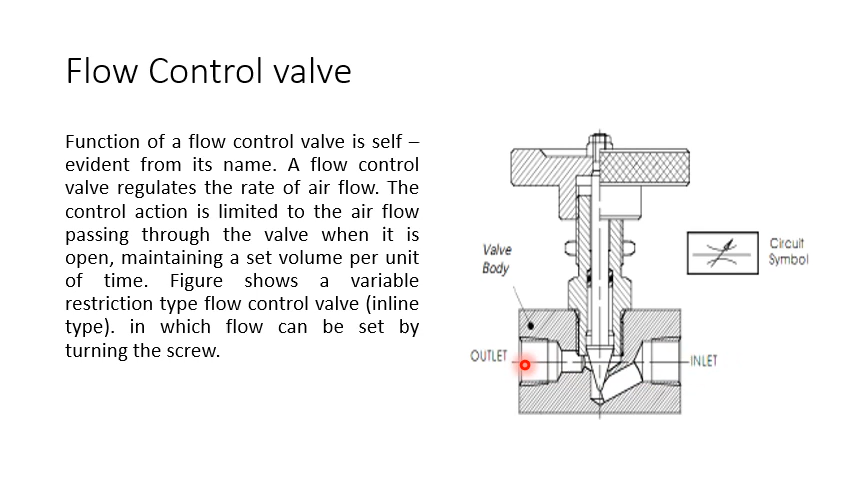 Flow Control valve
Function of a flow control valve is self –
evident from its name. A flow control
valve regulates the rate of air flow. The
control action is limited to the air flow
passing through the valve when it is
open, maintaining a set volume per unit
of time. Figure shows a variable
restriction type flow control valve (inline
type). in which flow can be set by
turning the screw.
Valve
Body
OUTLET
INLET
Circuit
Symbol